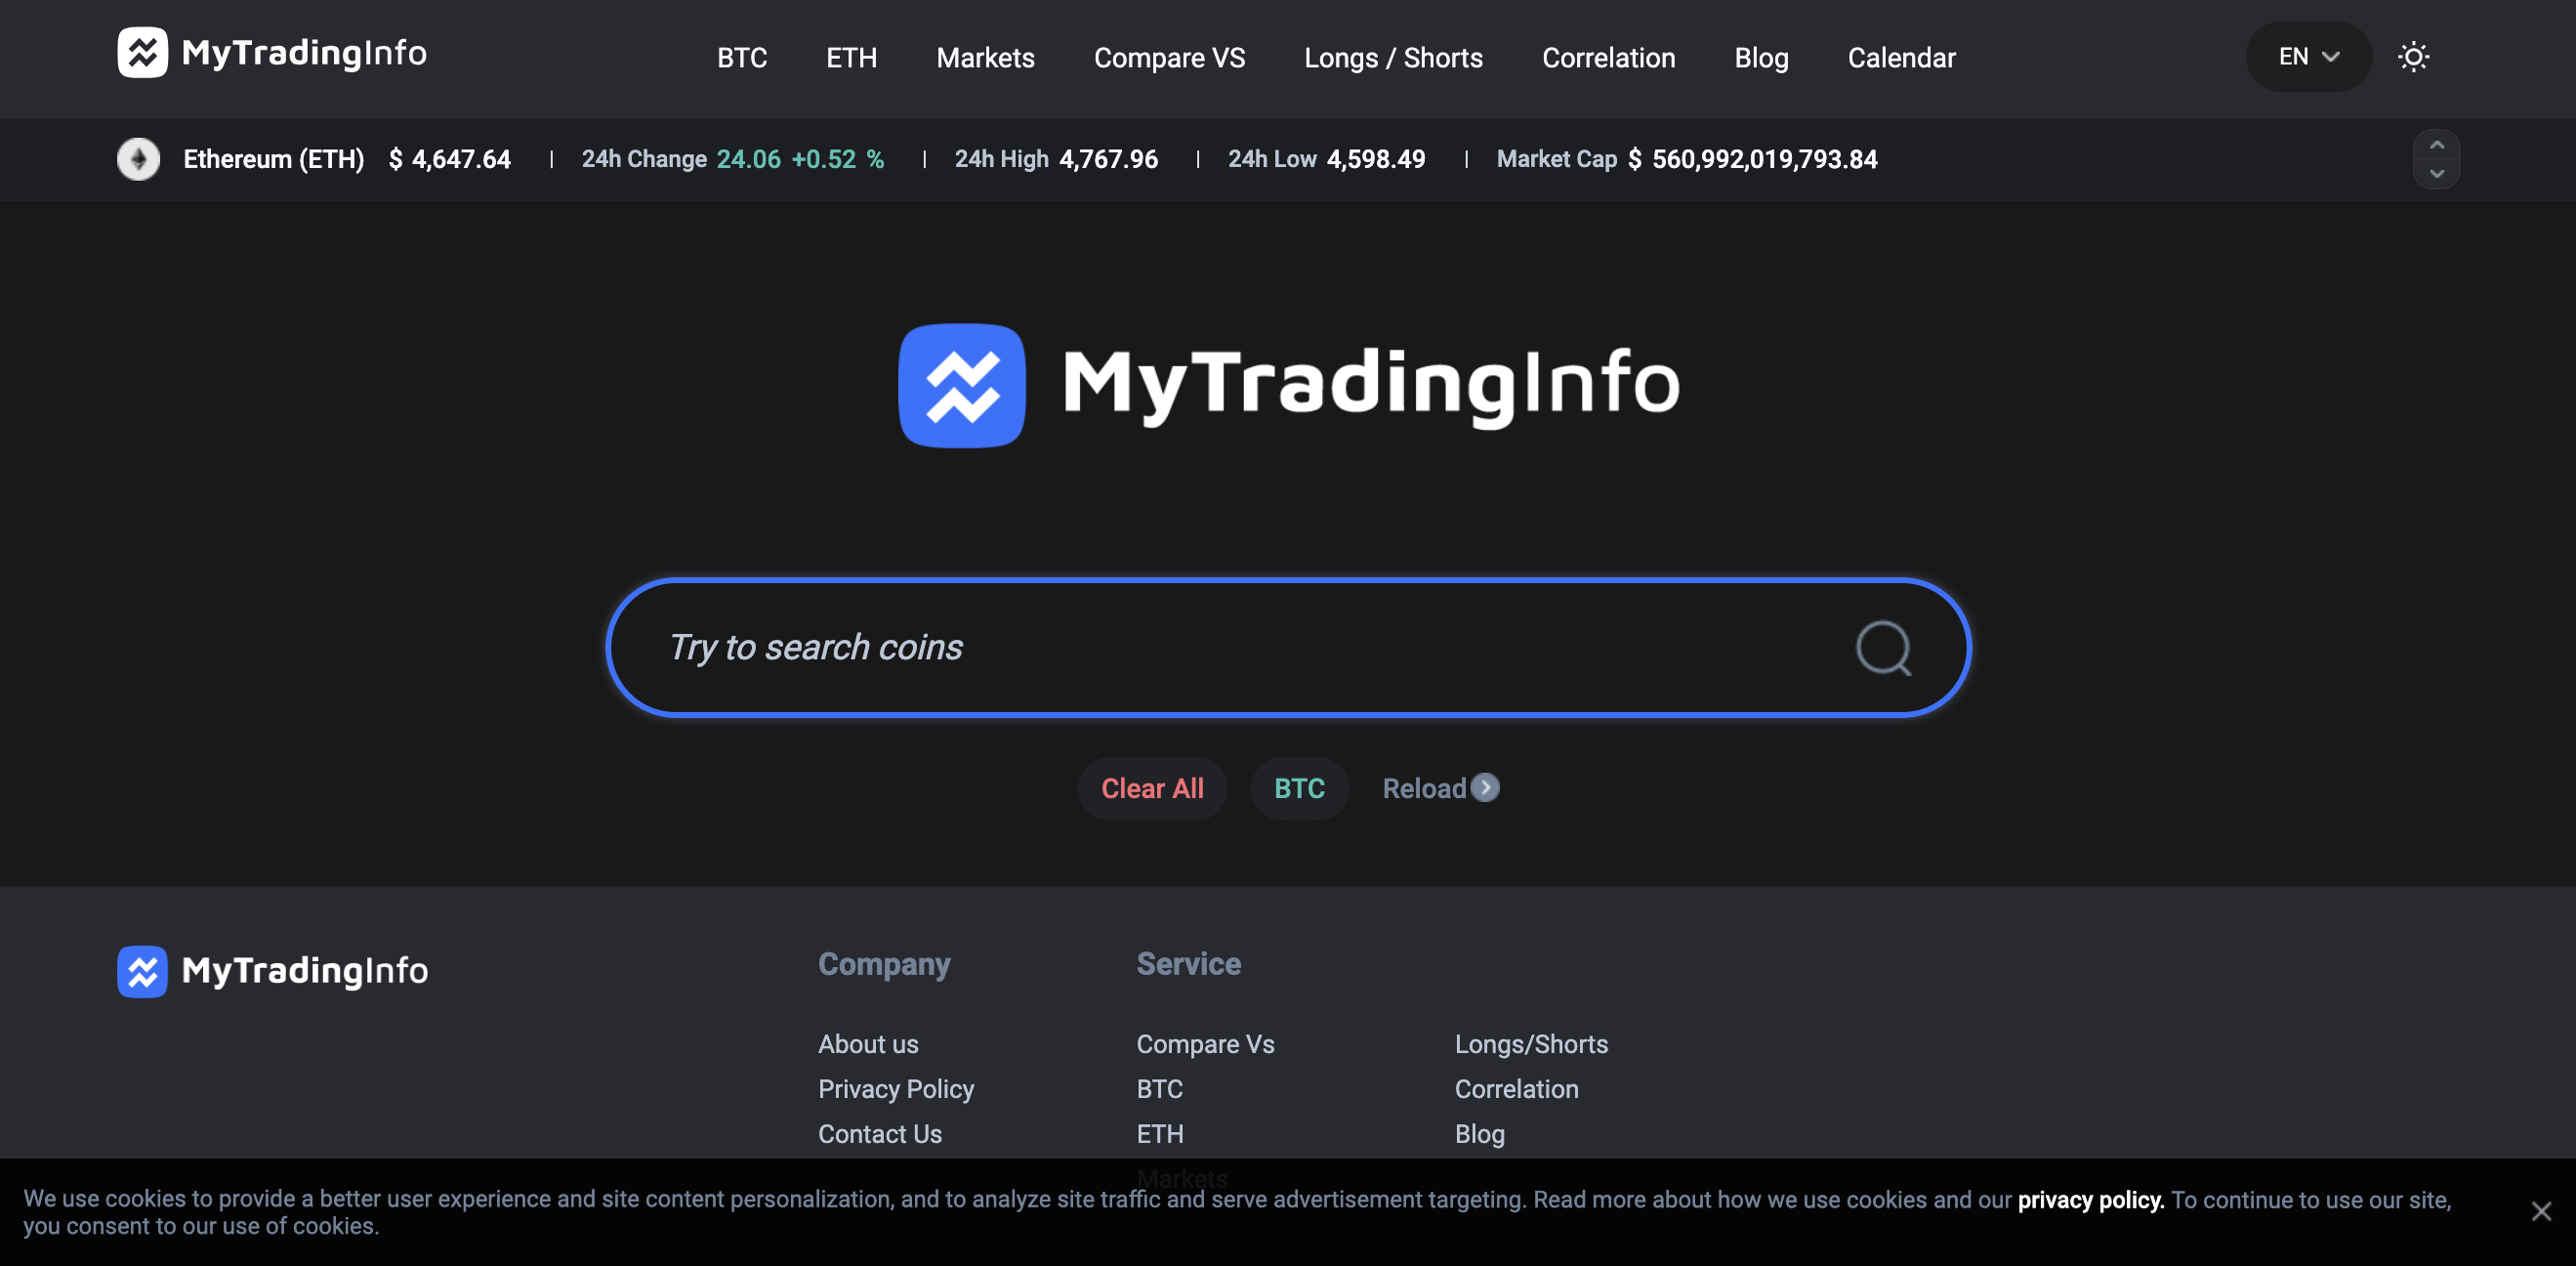 MyTradingInfo
BTC ETH Markets Compare VS Longs / Shorts Correlation Blog Calendar EN
Ethereum (ETH) $ 4,647.64 | 24h Change 24.06 +0.52 % | 24h High 4,767.96 | 24h Low 4,598.49 | Market Cap $ 560,992,019,793.84
MyTradingInfo
Try to search coins
Clear All BTC Reload
MyTradingInfo
Company
About us
Privacy Policy
Contact Us
Service
Compare Vs
BTC
ETH
Markets
Longs/Shorts
Correlation
Blog
We use cookies to provide a better user experience and site content personalization, and to analyze site traffic and serve advertisement targeting. Read more about how we use cookies and our privacy policy. To continue to use our site,
you consent to our use of cookies.